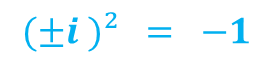 (±i)² = −1